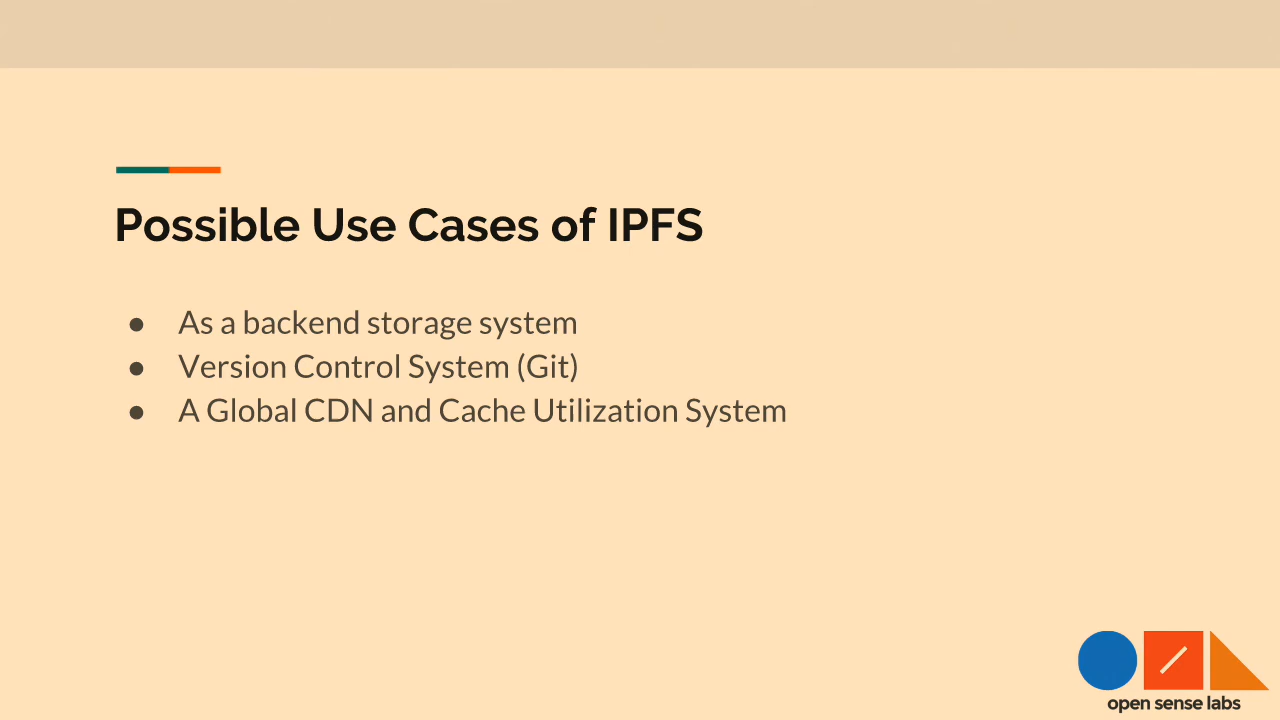 Possible Use Cases of IPFS
● As a backend storage system
● Version Control System (Git)
● A Global CDN and Cache Utilization System
open sense labs